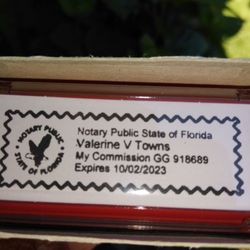 NOTARY PUBLIC
STATE OF FLORIDA
Notary Public State of Florida
Valerine V Towns
My Commission GG 918689
Expires 10/02/2023